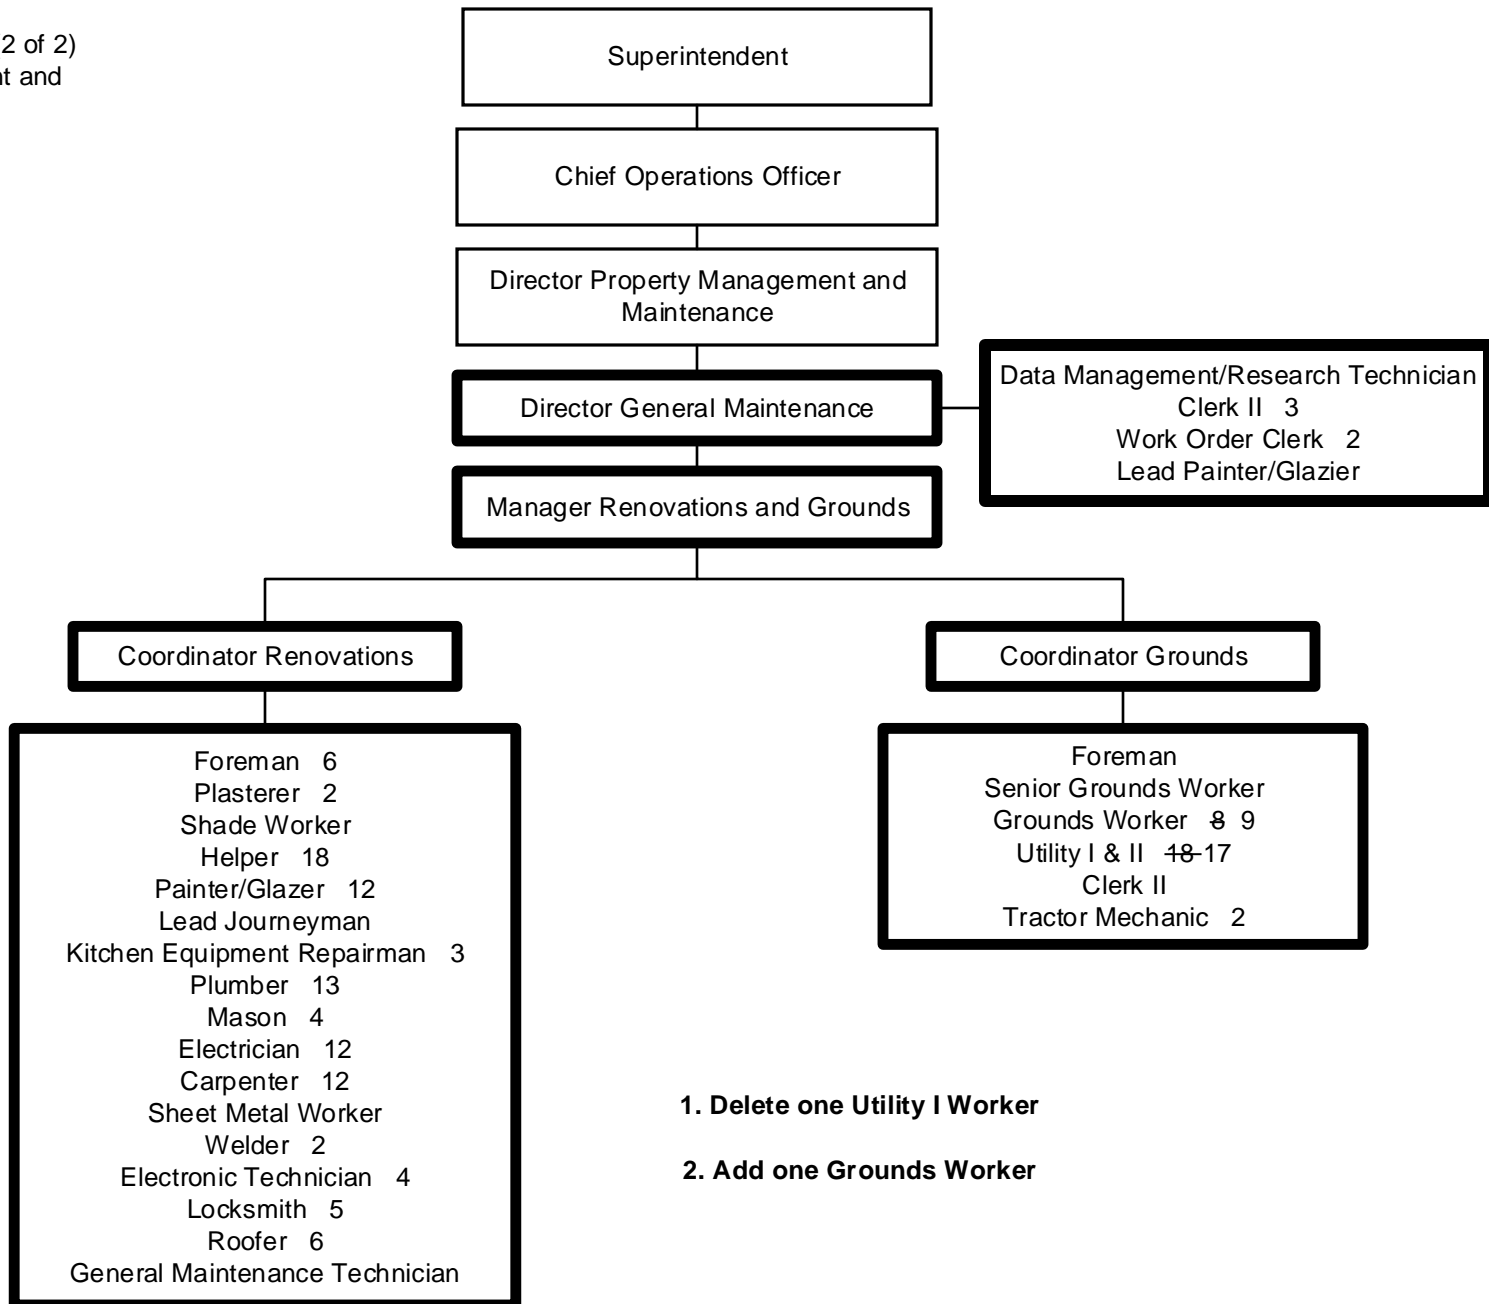 2 of 2)
t and
Superintendent
Chief Operations Officer
Director Property Management and
Maintenance
Director General Maintenance
Data Management/Research Technician
Clerk II 3
Work Order Clerk 2
Lead Painter/Glazier
Manager Renovations and Grounds
Coordinator Renovations
Coordinator Grounds
Foreman 6
Plasterer 2
Shade Worker
Helper 18
Painter/Glazer 12
Lead Journeyman
Kitchen Equipment Repairman 3
Plumber 13
Mason 4
Electrician 12
Carpenter 12
Sheet Metal Worker
Welder 2
Electronic Technician 4
Locksmith 5
Roofer 6
General Maintenance Technician
Foreman
Senior Grounds Worker
Grounds Worker 8 9
Utility I & II 18 17
Clerk II
Tractor Mechanic 2
1. Delete one Utility I Worker
2. Add one Grounds Worker